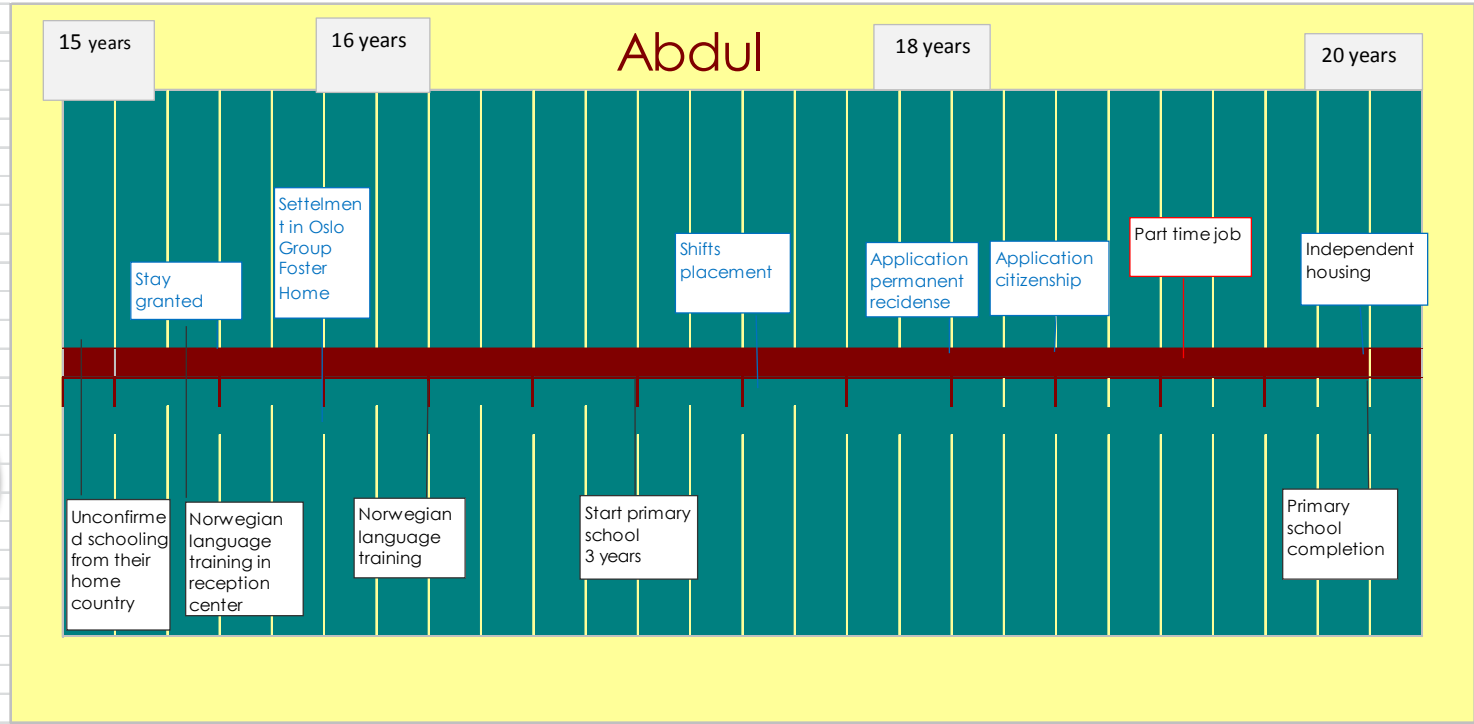 15 years
16 years
Abdul
18 years
20 years
Settelmen
t in Oslo
Group
Foster
Home
Stay
granted
Shifts
placement
Application
permanent
recidense
Application
citizenship
Part time job
Independent
housing
Unconfirme
d schooling
from their
home
country
Norwegian
language
training in
reception
center
Norwegian
language
training
Start primary
school
3 years
Primary
school
completion